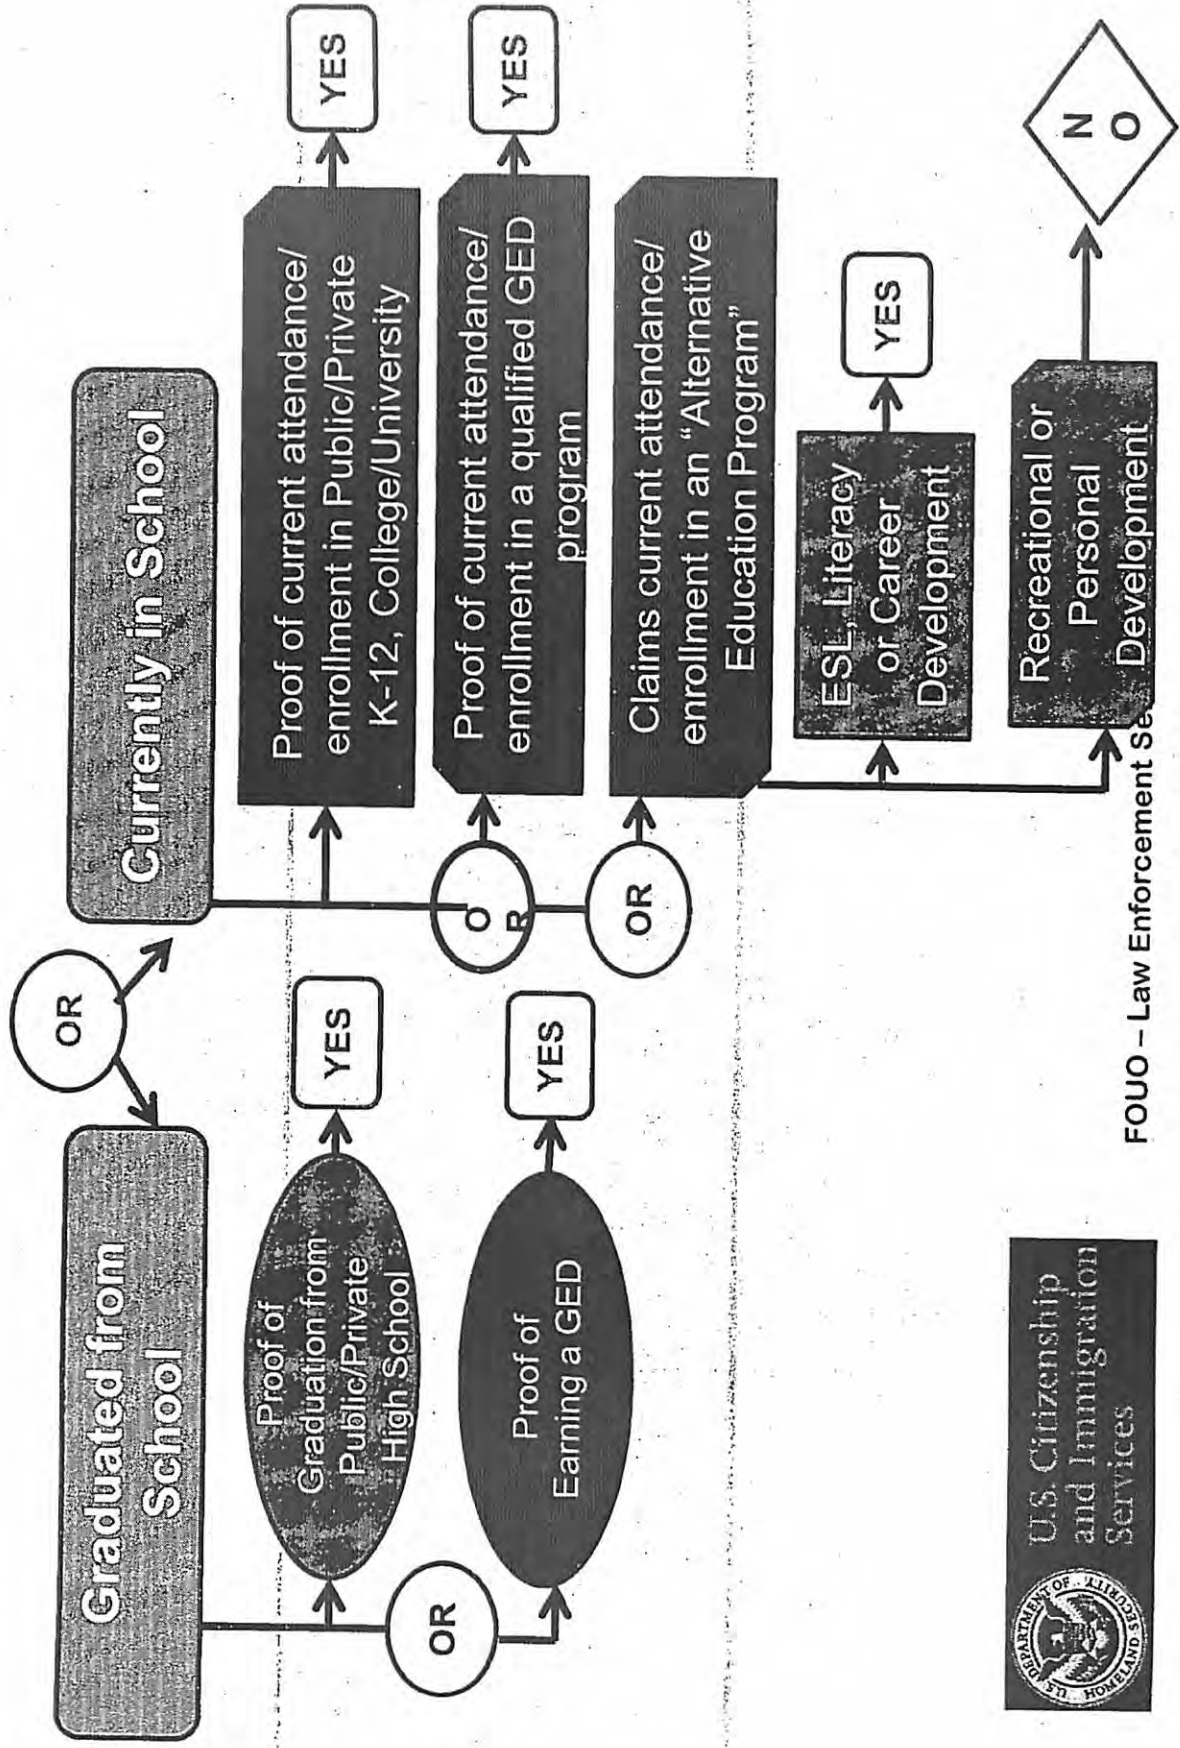 OR
Graduated from
School
Proof of
Graduation from
Public/Private
High School
YES
OR
Proof of
Earning a GED
YES
Currently in School
Proof of current attendance/
enrollment in Public/Private
K-12, College/University
YES
O
R
Proof of current attendance/
enrollment in a qualified GED
program
YES
OR
Claims current attendance/
enrollment in an "Alternative
Education Program"
ESL, Literacy
or Career
Development
YES
Recreational or
Personal
Development
N
O
U.S. DEPARTMENT OF HOMELAND SECURITY
U.S. Citizenship
and Immigration
Services
FOUO – Law Enforcement Se